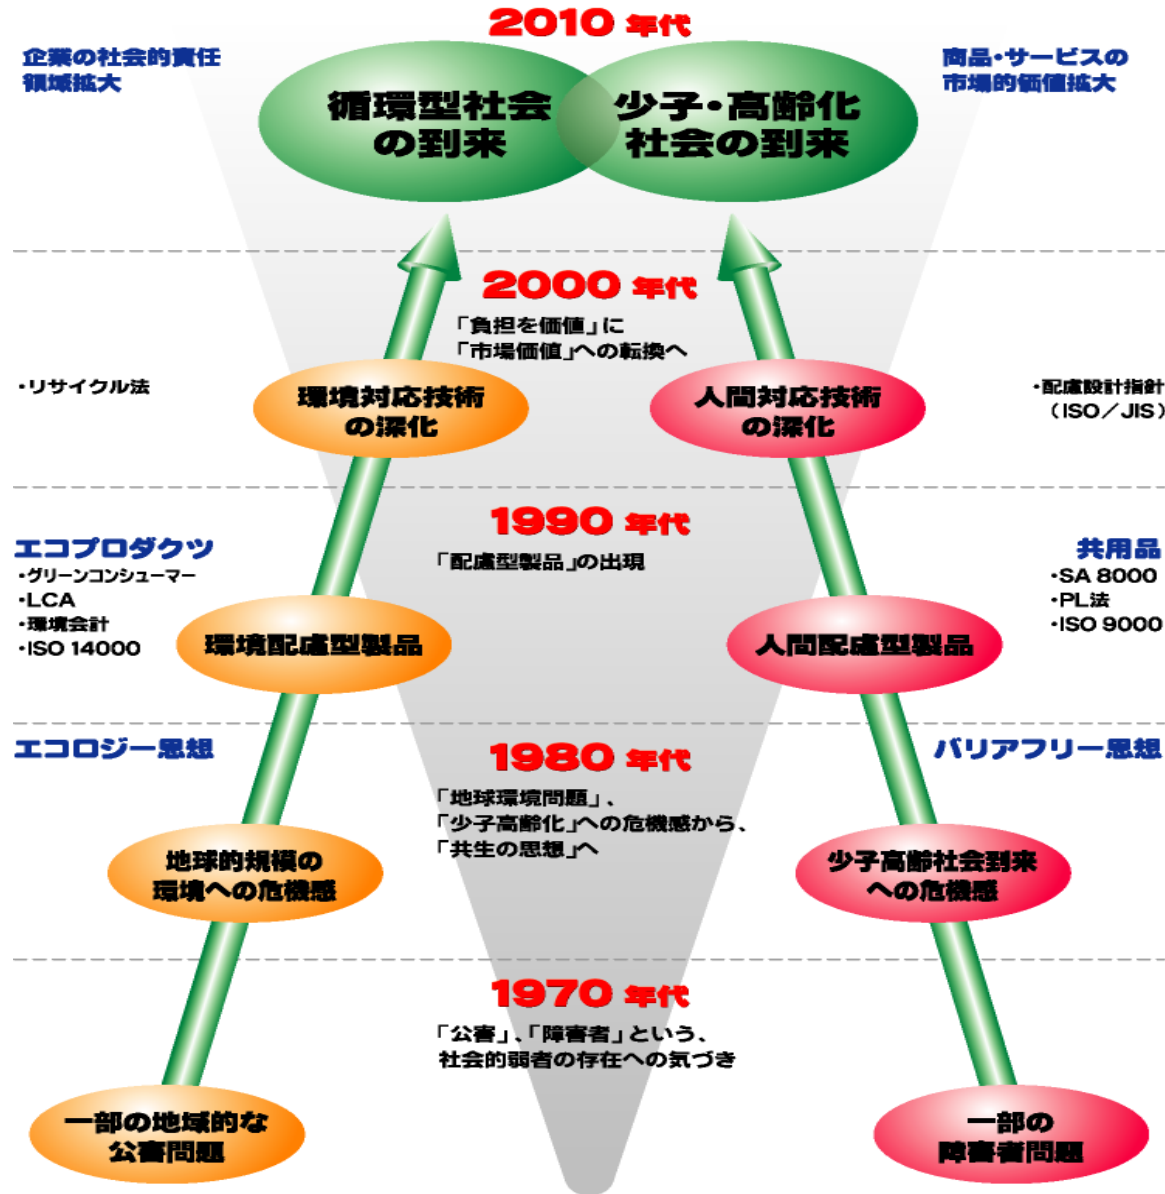 2010 年代
企業の社会的責任
領域拡大
商品・サービスの
市場的価値拡大
循環型社会
の到来
少子・高齢化
社会の到来
2000 年代
「負担を価値」に
「市場価値」への転換へ
・リサイクル法
環境対応技術
の深化
人間対応技術
の深化
・配慮設計指針
（ISO／JIS）
1990 年代
「配慮型製品」の出現
エコプロダクツ
・グリーンコンシューマー
・LCA
・環境会計
・ISO 14000
環境配慮型製品
人間配慮型製品
共用品
・SA 8000
・PL法
・ISO 9000
エコロジー思想
1980 年代
バリアフリー思想
「地球環境問題」、
「少子高齢化」への危機感から、
「共生の思想」へ
地球的規模の
環境への危機感
少子高齢社会到来
への危機感
1970 年代
「公害」、「障害者」という、
社会的弱者の存在への気づき
一部の地域的な
公害問題
一部の
障害者問題